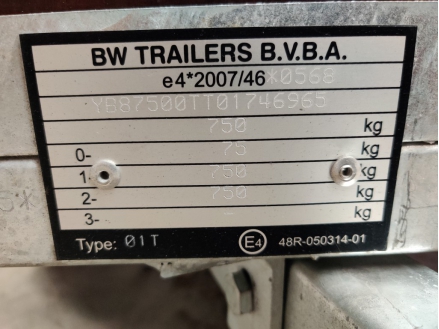 BW TRAILERS B.V.B.A.
e4*2007/46*0568
YB87500TT01746965
750 kg
0- 75 kg
1- 750 kg
2- 750 kg
3- kg
Type: 01T E4 48R-050314-01